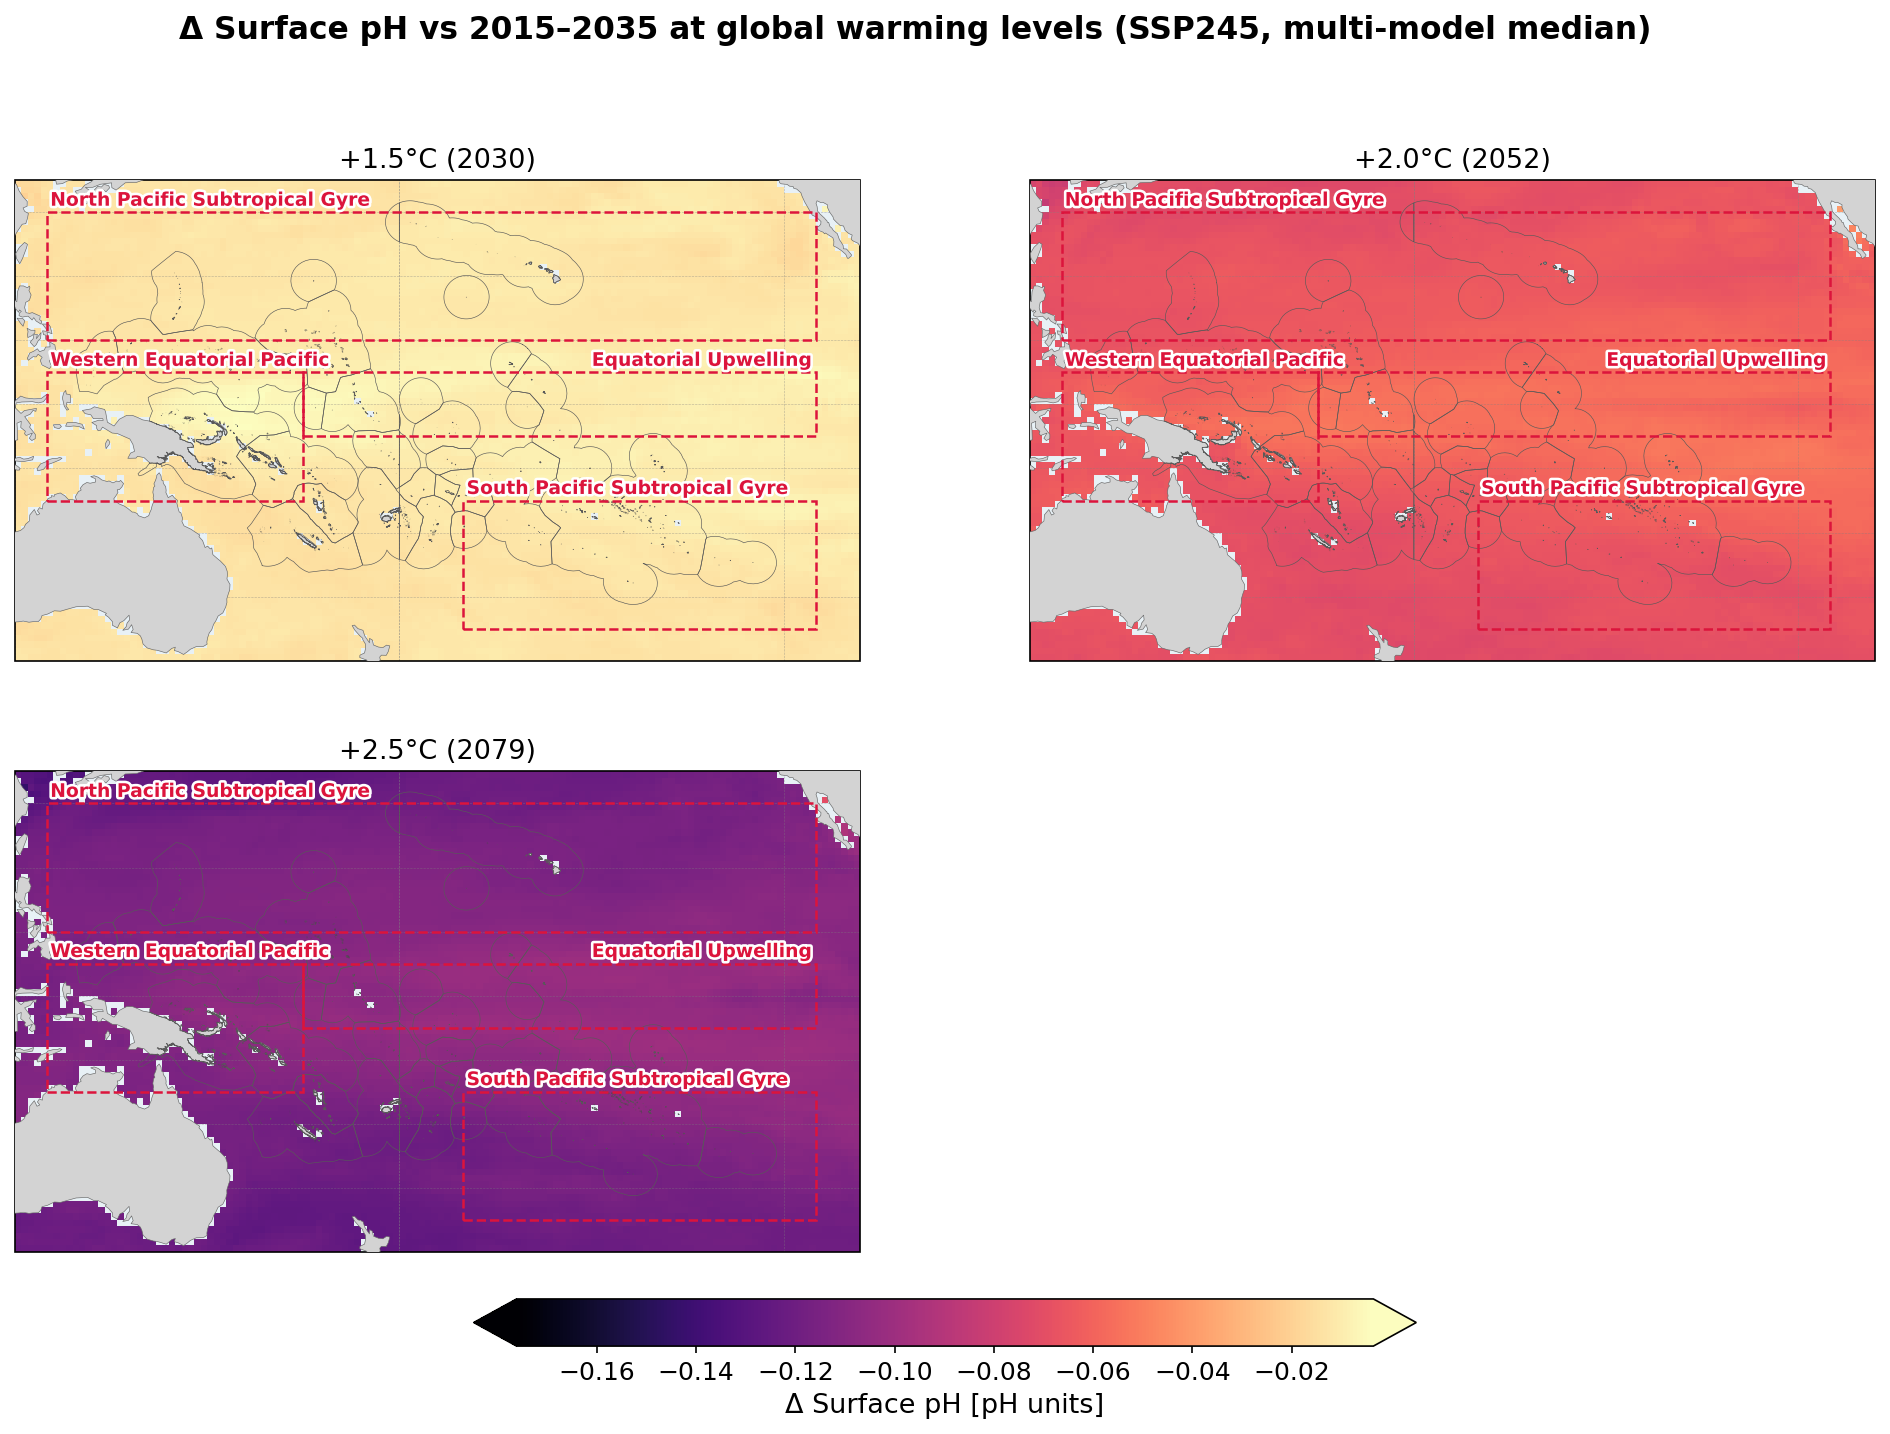 Δ Surface pH vs 2015–2035 at global warming levels (SSP245, multi-model median)
+1.5°C (2030)
+2.0°C (2052)
North Pacific Subtropical Gyre
Western Equatorial Pacific
Equatorial Upwelling
South Pacific Subtropical Gyre
North Pacific Subtropical Gyre
Western Equatorial Pacific
Equatorial Upwelling
South Pacific Subtropical Gyre
+2.5°C (2079)
North Pacific Subtropical Gyre
Western Equatorial Pacific
Equatorial Upwelling
South Pacific Subtropical Gyre
−0.16 −0.14 −0.12 −0.10 −0.08 −0.06 −0.04 −0.02
Δ Surface pH [pH units]